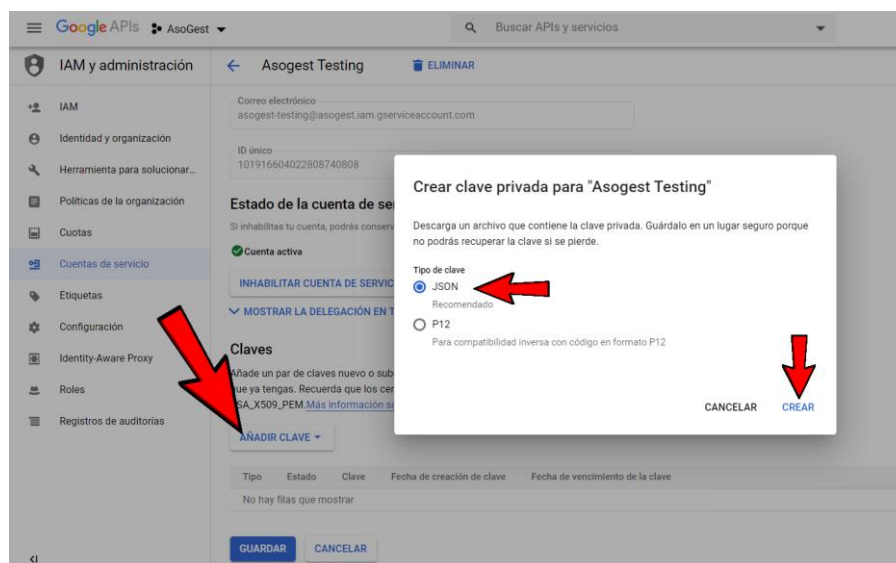 Google APIs AsoGest
Buscar APIs y servicios
IAM y administración
Asogest Testing
ELIMINAR
IAM
Identidad y organización
Herramienta para solucionar...
Políticas de la organización
Cuotas
Cuentas de servicio
Etiquetas
Configuración
Identity-Aware Proxy
Roles
Registros de auditorías
Correo electrónico
asogest-testing@asogest.iam.gserviceaccount.com
ID único
101916604022808740808
Estado de la cuenta de se
Si inhabilitas tu cuenta, podrás conserv
Cuenta activa
INHABILITAR CUENTA DE SERVIC
MOSTRAR LA DELEGACIÓN EN T
Claves
Añade un par de claves nuevo o sub
que ya tengas. Recuerda que los cer
SA_X509_PEM. Más información so
AÑADIR CLAVE
Tipo Estado Clave Fecha de creación de clave Fecha de vencimiento de la clave
No hay filas que mostrar
GUARDAR CANCELAR
Crear clave privada para "Asogest Testing"
Descarga un archivo que contiene la clave privada. Guárdalo en un lugar seguro porque
no podrás recuperar la clave si se pierde.
Tipo de clave
JSON
Recomendado
P12
Para compatibilidad inversa con código en formato P12
CANCELAR CREAR